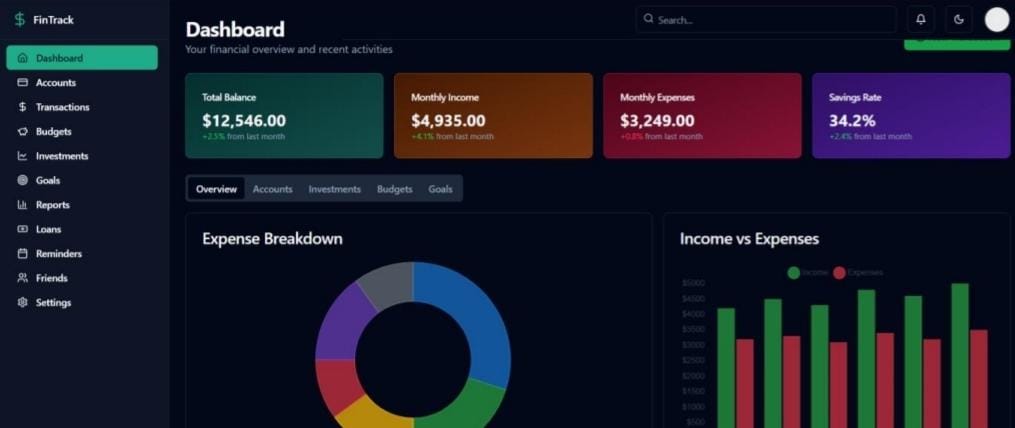 FinTrack
Search...
Dashboard
Your financial overview and recent activities
Dashboard
Accounts
Transactions
Budgets
Investments
Goals
Reports
Loans
Reminders
Friends
Settings
Total Balance
$12,546.00
+2.5% from last month
Monthly Income
$4,935.00
+4.1% from last month
Monthly Expenses
$3,249.00
+0.8% from last month
Savings Rate
34.2%
+2.4% from last month
Overview Accounts Investments Budgets Goals
Expense Breakdown
Income vs Expenses
Income Expenses
$5000
$4500
$4000
$3500
$3000
$2500
$2000
$1500
$1000
$500